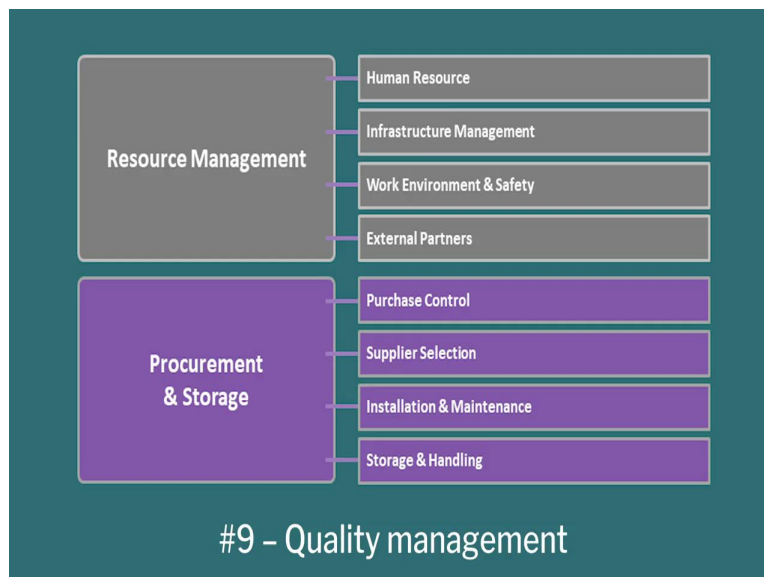 Resource Management
Human Resource
Infrastructure Management
Work Environment & Safety
External Partners
Procurement
& Storage
Purchase Control
Supplier Selection
Installation & Maintenance
Storage & Handling
#9 – Quality management